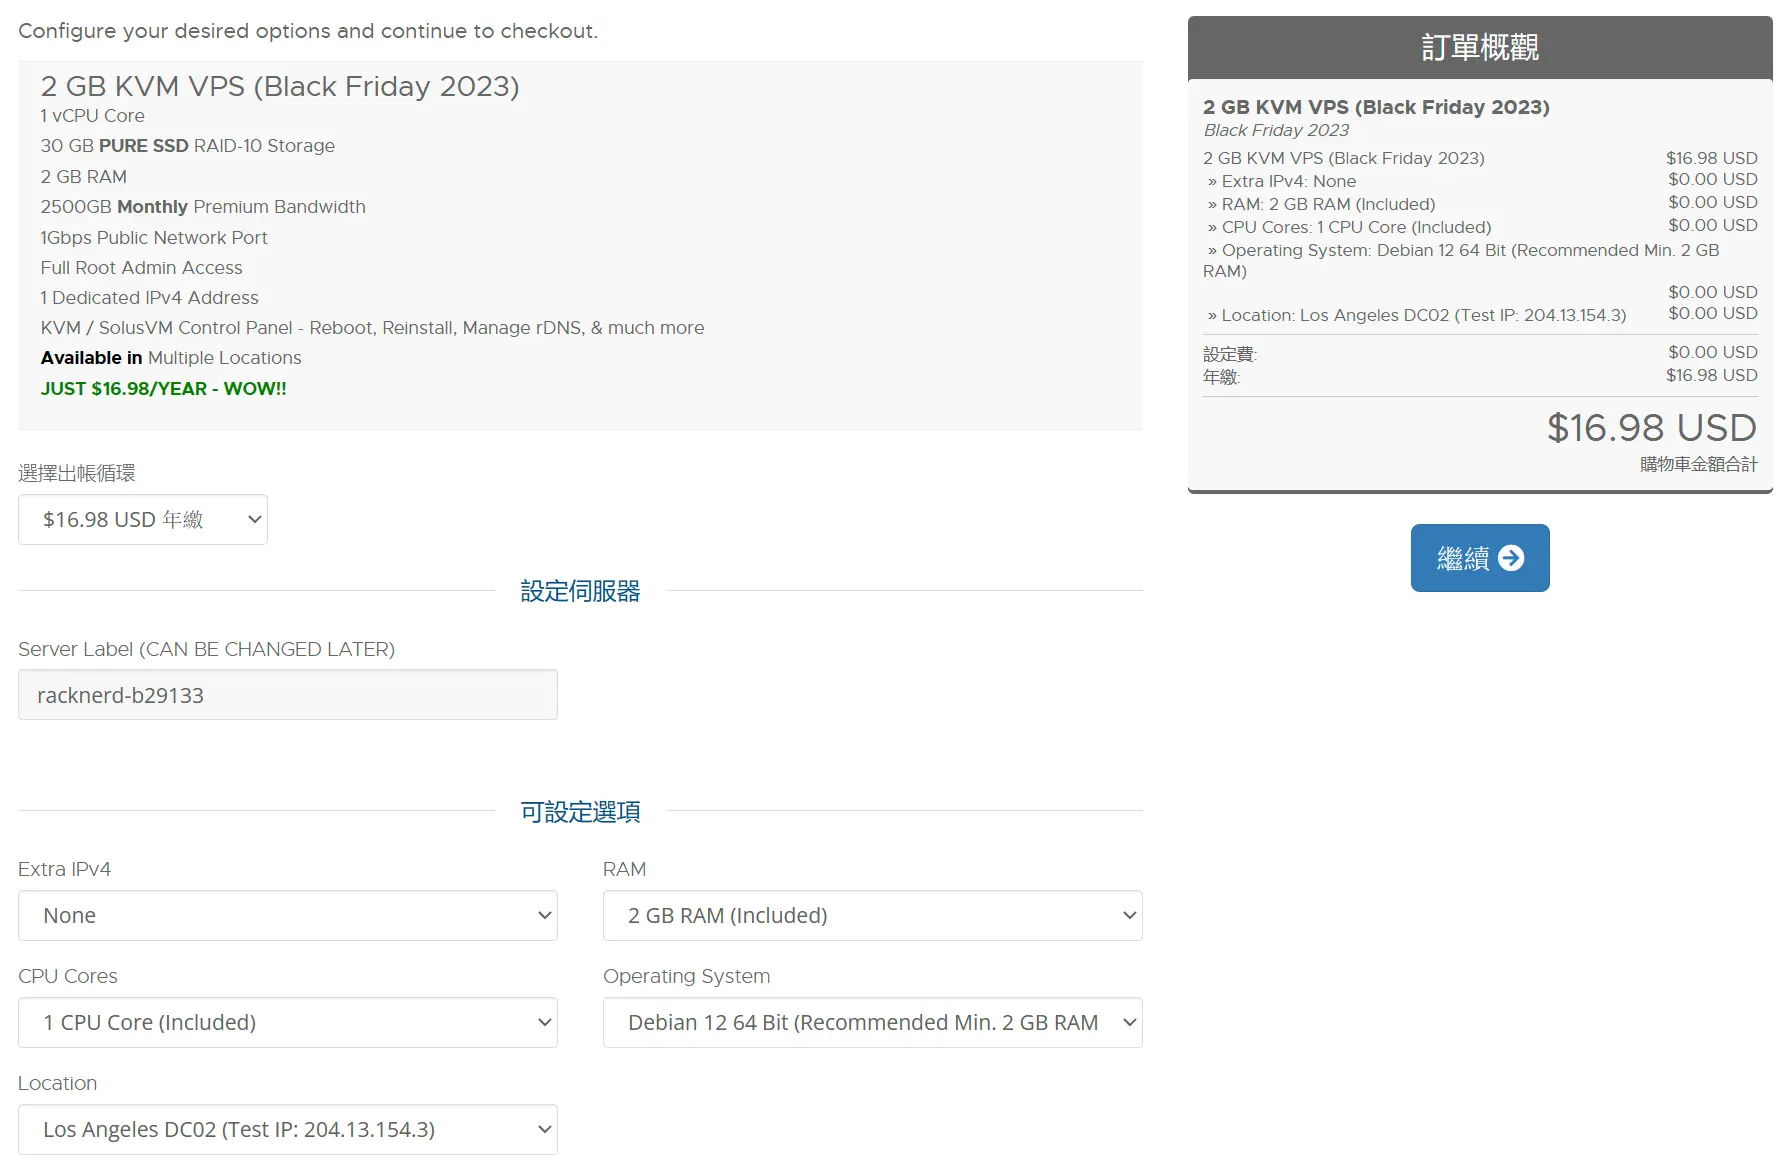 Configure your desired options and continue to checkout.
2 GB KVM VPS (Black Friday 2023)
1 vCPU Core
30 GB PURE SSD RAID-10 Storage
2 GB RAM
2500GB Monthly Premium Bandwidth
1Gbps Public Network Port
Full Root Admin Access
1 Dedicated IPv4 Address
KVM / SolusVM Control Panel - Reboot, Reinstall, Manage rDNS, & much more
Available in Multiple Locations
JUST $16.98/YEAR - WOW!!
選擇出帳循環
$16.98 USD 年繳
設定伺服器
Server Label (CAN BE CHANGED LATER)
racknerd-b29133
可設定選項
Extra IPv4
None
RAM
2 GB RAM (Included)
CPU Cores
1 CPU Core (Included)
Operating System
Debian 12 64 Bit (Recommended Min. 2 GB RAM
Location
Los Angeles DC02 (Test IP: 204.13.154.3)
訂單概觀
2 GB KVM VPS (Black Friday 2023)
Black Friday 2023
2 GB KVM VPS (Black Friday 2023) $16.98 USD
» Extra IPv4: None $0.00 USD
» RAM: 2 GB RAM (Included) $0.00 USD
» CPU Cores: 1 CPU Core (Included) $0.00 USD
» Operating System: Debian 12 64 Bit (Recommended Min. 2 GB
RAM)
$0.00 USD
» Location: Los Angeles DC02 (Test IP: 204.13.154.3) $0.00 USD
設定費: $0.00 USD
年繳: $16.98 USD
$16.98 USD
購物車金額合計
繼續